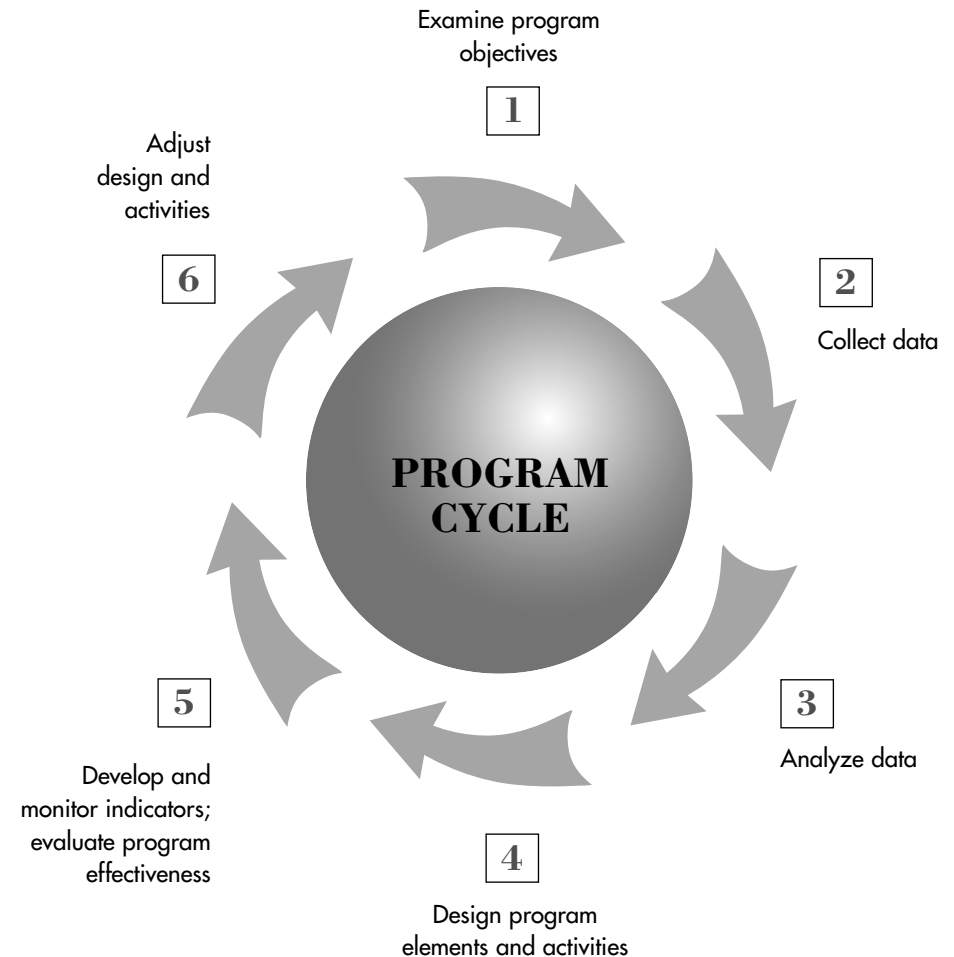 Examine program
objectives
1
2
Collect data
3
Analyze data
4
Design program
elements and activities
5
Develop and
monitor indicators;
evaluate program
effectiveness
6
Adjust
design and
activities
PROGRAM
CYCLE